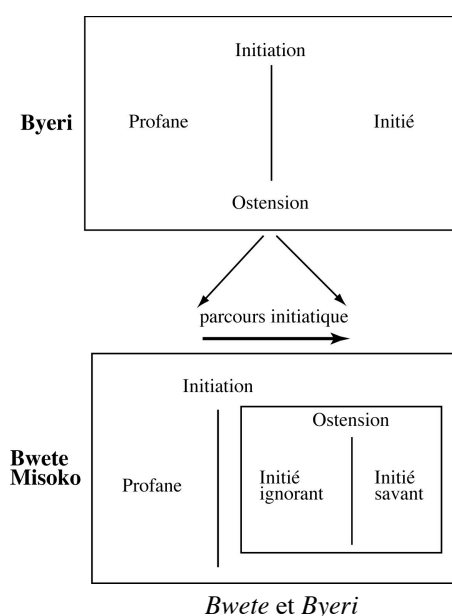 Initiation
Byeri
Profane
Initié
Ostension
parcours initiatique
Initiation
Ostension
Bwete
Misoko
Profane
Initié
ignorant
Initié
savant
Bwete et Byeri